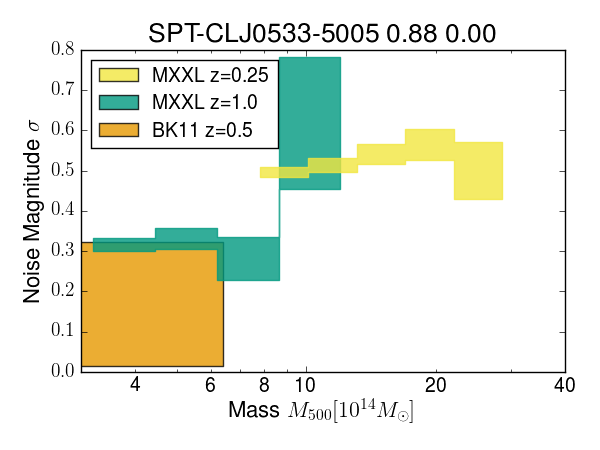 SPT-CLJ0533-5005 0.88 0.00
MXXL z=0.25
MXXL z=1.0
BK11 z=0.5
Noise Magnitude σ
0.8
0.7
0.6
0.5
0.4
0.3
0.2
0.1
0.0
4 6 8 10 20 40
Mass M₅₀₀[10¹⁴M☉]